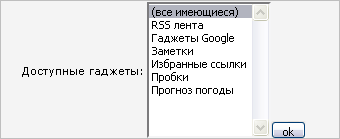 (все имеющиеся)
RSS лента
Гаджеты Google
Заметки
Доступные гаджеты:
Избранные ссылки
Пробки
Прогноз погоды
ok